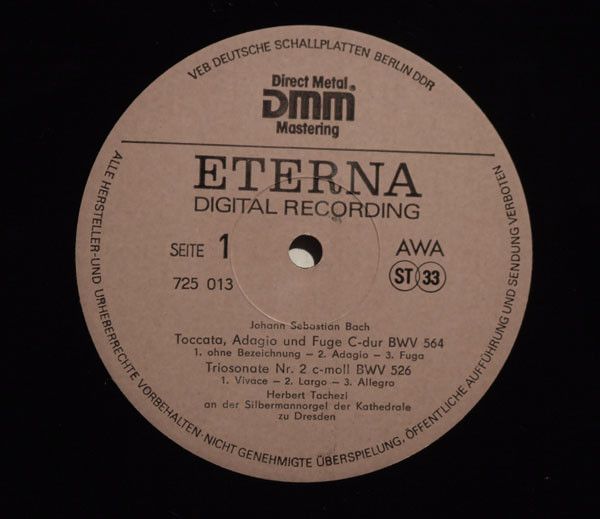 VEB DEUTSCHE SCHALLPLATTEN BERLIN DDR
Direct Metal
DMM®
Mastering
ETERNA
DIGITAL RECORDING
SEITE 1
AWA
725 013
ST 33
Johann Sebastian Bach
Toccata, Adagio und Fuge C-dur BWV 564
1. ohne Bezeichnung – 2. Adagio – 3. Fuga
Triosonate Nr. 2 c-moll BWV 526
1. Vivace – 2. Largo – 3. Allegro
Herbert Tachezi
an der Silbermannorgel der Kathedrale
zu Dresden
ALLE HERSTELLER-UND URHEBERRECHTE VORBEHALTEN·NICHT GENEHMIGTE ÜBERSPIELUNG, ÖFFENTLICHE AUFFÜHRUNG UND SENDUNG VERBOTEN